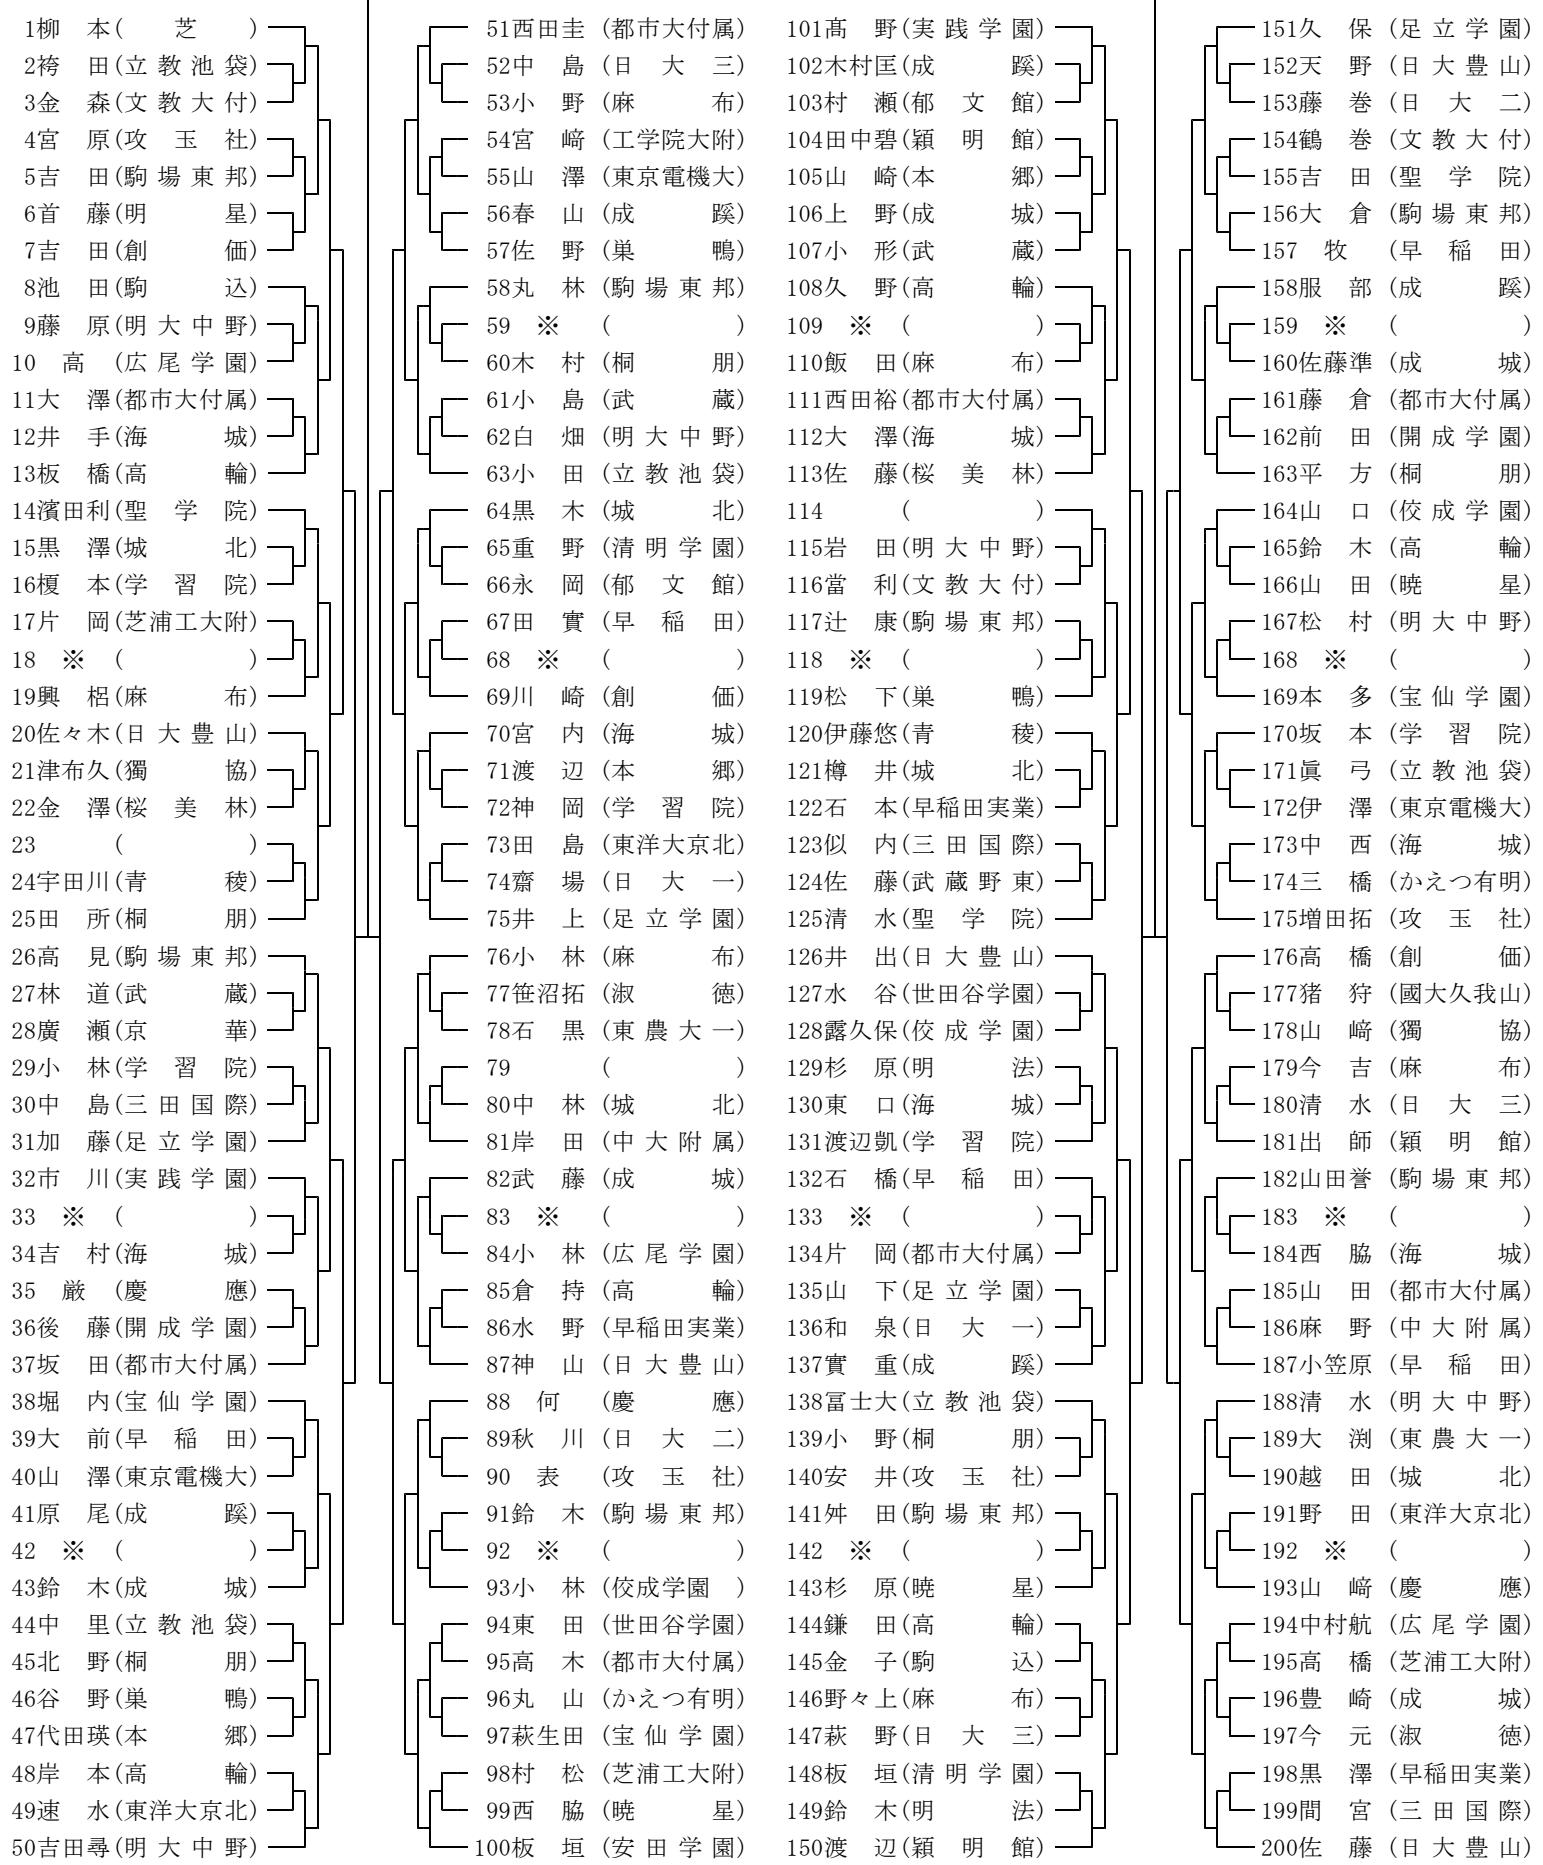 1柳 本(芝)
2袴 田(立教池袋)
3金 森(文教大付)
4宮 原(攻玉社)
5吉 田(駒場東邦)
6首 藤(明星)
7吉 田(創価)
8池 田(駒込)
9藤 原(明大中野)
10 高 (広尾学園)
11大 澤(都市大付属)
12井 手(海城)
13板 橋(高輪)
14濱田利(聖学院)
15黒 澤(城北)
16榎 本(学習院)
17片 岡(芝浦工大附)
18 ※ ( )
19興 梠(麻布)
20佐々木(日大豊山)
21津布久(獨協)
22金 澤(桜美林)
23 ( )
24宇田川(青稜)
25田 所(桐朋)
26高 見(駒場東邦)
27林 道(武蔵)
28廣 瀬(京華)
29小 林(学習院)
30中 島(三田国際)
31加 藤(足立学園)
32市 川(実践学園)
33 ※ ( )
34吉 村(海城)
35 厳 (慶應)
36後 藤(開成学園)
37坂 田(都市大付属)
38堀 内(宝仙学園)
39大 前(早稲田)
40山 澤(東京電機大)
41原 尾(成蹊)
42 ※ ( )
43鈴 木(成城)
44中 里(立教池袋)
45北 野(桐朋)
46谷 野(巣鴨)
47代田瑛(本郷)
48岸 本(高輪)
49速 水(東洋大京北)
50吉田尋(明大中野)
51西田圭(都市大付属)
52中 島(日大三)
53小 野(麻布)
54宮 﨑(工学院大附)
55山 澤(東京電機大)
56春 山(成蹊)
57佐 野(巣鴨)
58丸 林(駒場東邦)
59 ※ ( )
60木 村(桐朋)
61小 島(武蔵)
62白 畑(明大中野)
63小 田(立教池袋)
64黒 木(城北)
65重 野(清明学園)
66永 岡(郁文館)
67田 實(早稲田)
68 ※ ( )
69川 崎(創価)
70宮 内(海城)
71渡 辺(本郷)
72神 岡(学習院)
73田 島(東洋大京北)
74齋 場(日大一)
75井 上(足立学園)
76小 林(麻布)
77笹沼拓(淑徳)
78石 黒(東農大一)
79 ( )
80中 林(城北)
81岸 田(中大附属)
82武 藤(成城)
83 ※ ( )
84小 林(広尾学園)
85倉 持(高輪)
86水 野(早稲田実業)
87神 山(日大豊山)
88 何 (慶應)
89秋 川(日大二)
90 表 (攻玉社)
91鈴 木(駒場東邦)
92 ※ ( )
93小 林(佼成学園 )
94東 田(世田谷学園)
95高 木(都市大付属)
96丸 山(かえつ有明)
97萩生田(宝仙学園)
98村 松(芝浦工大附)
99西 脇(暁星)
100板 垣(安田学園)
101髙 野(実践学園)
102木村匡(成蹊)
103村 瀬(郁文館)
104田中碧(穎明館)
105山 崎(本郷)
106上 野(成城)
107小 形(武蔵)
108久 野(高輪)
109 ※ ( )
110飯 田(麻布)
111西田裕(都市大付属)
112大 澤(海城)
113佐 藤(桜美林)
114 ( )
115岩 田(明大中野)
116當 利(文教大付)
117辻 康(駒場東邦)
118 ※ ( )
119松 下(巣鴨)
120伊藤悠(青稜)
121樽 井(城北)
122石 本(早稲田実業)
123似 内(三田国際)
124佐 藤(武蔵野東)
125清 水(聖学院)
126井 出(日大豊山)
127水 谷(世田谷学園)
128露久保(佼成学園)
129杉 原(明法)
130東 口(海城)
131渡辺凱(学習院)
132石 橋(早稲田)
133 ※ ( )
134片 岡(都市大付属)
135山 下(足立学園)
136和 泉(日大一)
137實 重(成蹊)
138冨士大(立教池袋)
139小 野(桐朋)
140安 井(攻玉社)
141舛 田(駒場東邦)
142 ※ ( )
143杉 原(暁星)
144鎌 田(高輪)
145金 子(駒込)
146野々上(麻布)
147萩 野(日大三)
148板 垣(清明学園)
149鈴 木(明法)
150渡 辺(穎明館)
151久 保(足立学園)
152天 野(日大豊山)
153藤 巻(日大二)
154鶴 巻(文教大付)
155吉 田(聖学院)
156大 倉(駒場東邦)
157 牧 (早稲田)
158服 部(成蹊)
159 ※ ( )
160佐藤準(成城)
161藤 倉(都市大付属)
162前 田(開成学園)
163平 方(桐朋)
164山 口(佼成学園)
165鈴 木(高輪)
166山 田(暁星)
167松 村(明大中野)
168 ※ ( )
169本 多(宝仙学園)
170坂 本(学習院)
171眞 弓(立教池袋)
172伊 澤(東京電機大)
173中 西(海城)
174三 橋(かえつ有明)
175増田拓(攻玉社)
176高 橋(創価)
177猪 狩(國大久我山)
178山 﨑(獨協)
179今 吉(麻布)
180清 水(日大三)
181出 師(穎明館)
182山田誉(駒場東邦)
183 ※ ( )
184西 脇(海城)
185山 田(都市大付属)
186麻 野(中大附属)
187小笠原(早稲田)
188清 水(明大中野)
189大 渕(東農大一)
190越 田(城北)
191野 田(東洋大京北)
192 ※ ( )
193山 﨑(慶應)
194中村航(広尾学園)
195高 橋(芝浦工大附)
196豊 崎(成城)
197今 元(淑徳)
198黒 澤(早稲田実業)
199間 宮(三田国際)
200佐 藤(日大豊山)